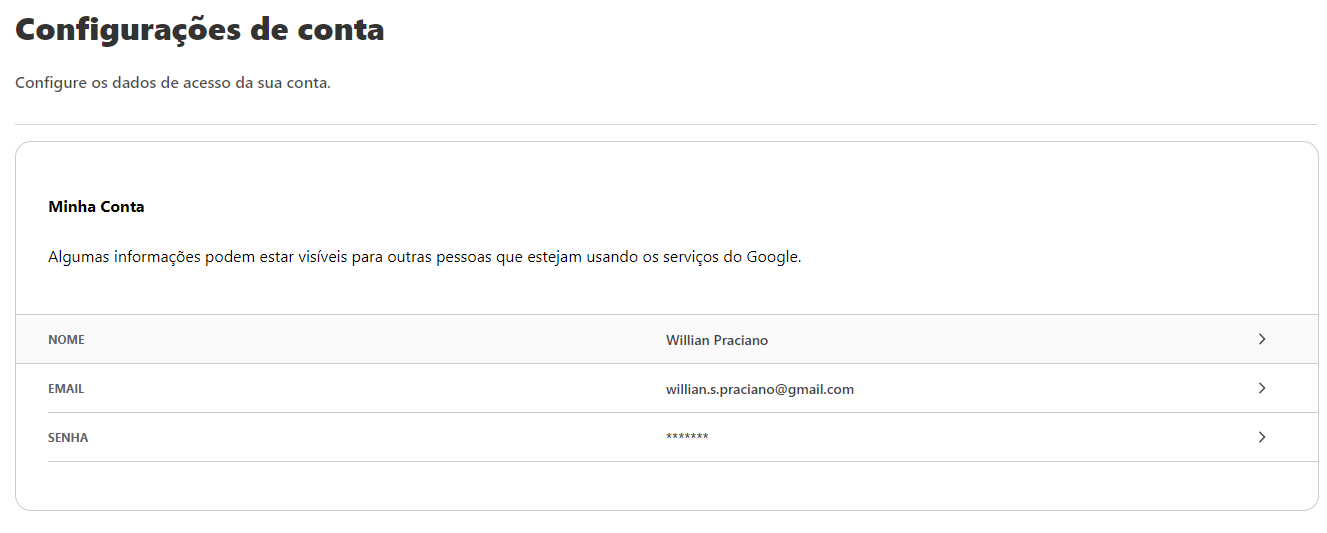 Configurações de conta
Configure os dados de acesso da sua conta.
Minha Conta
Algumas informações podem estar visíveis para outras pessoas que estejam usando os serviços do Google.
NOME Willian Praciano
EMAIL willian.s.praciano@gmail.com
SENHA *******